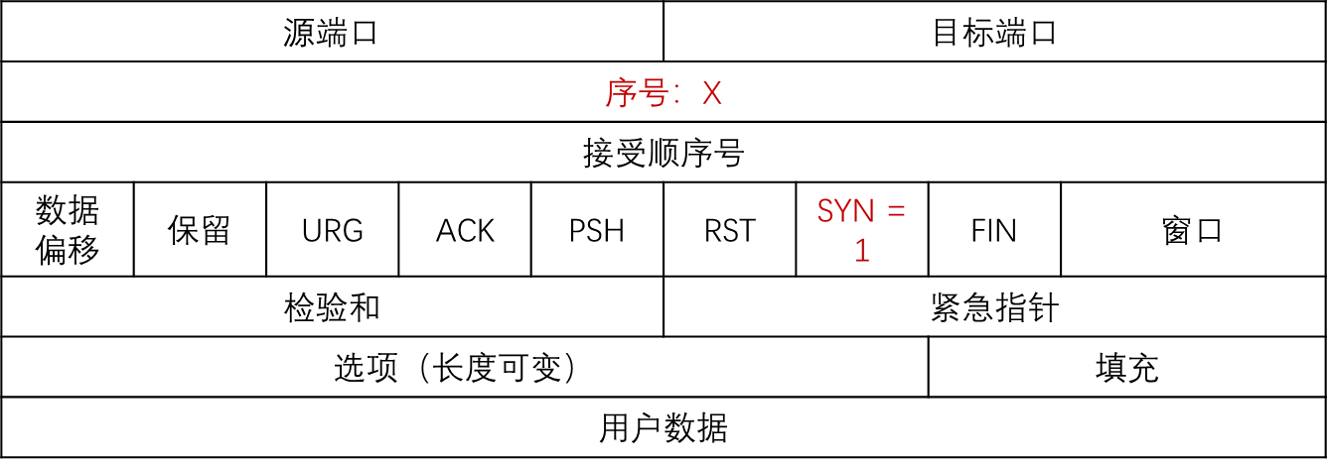 源端口 目标端口
序号：X
接受顺序号
数据偏移 保留 URG ACK PSH RST SYN = 1 FIN 窗口
检验和 紧急指针
选项（长度可变） 填充
用户数据